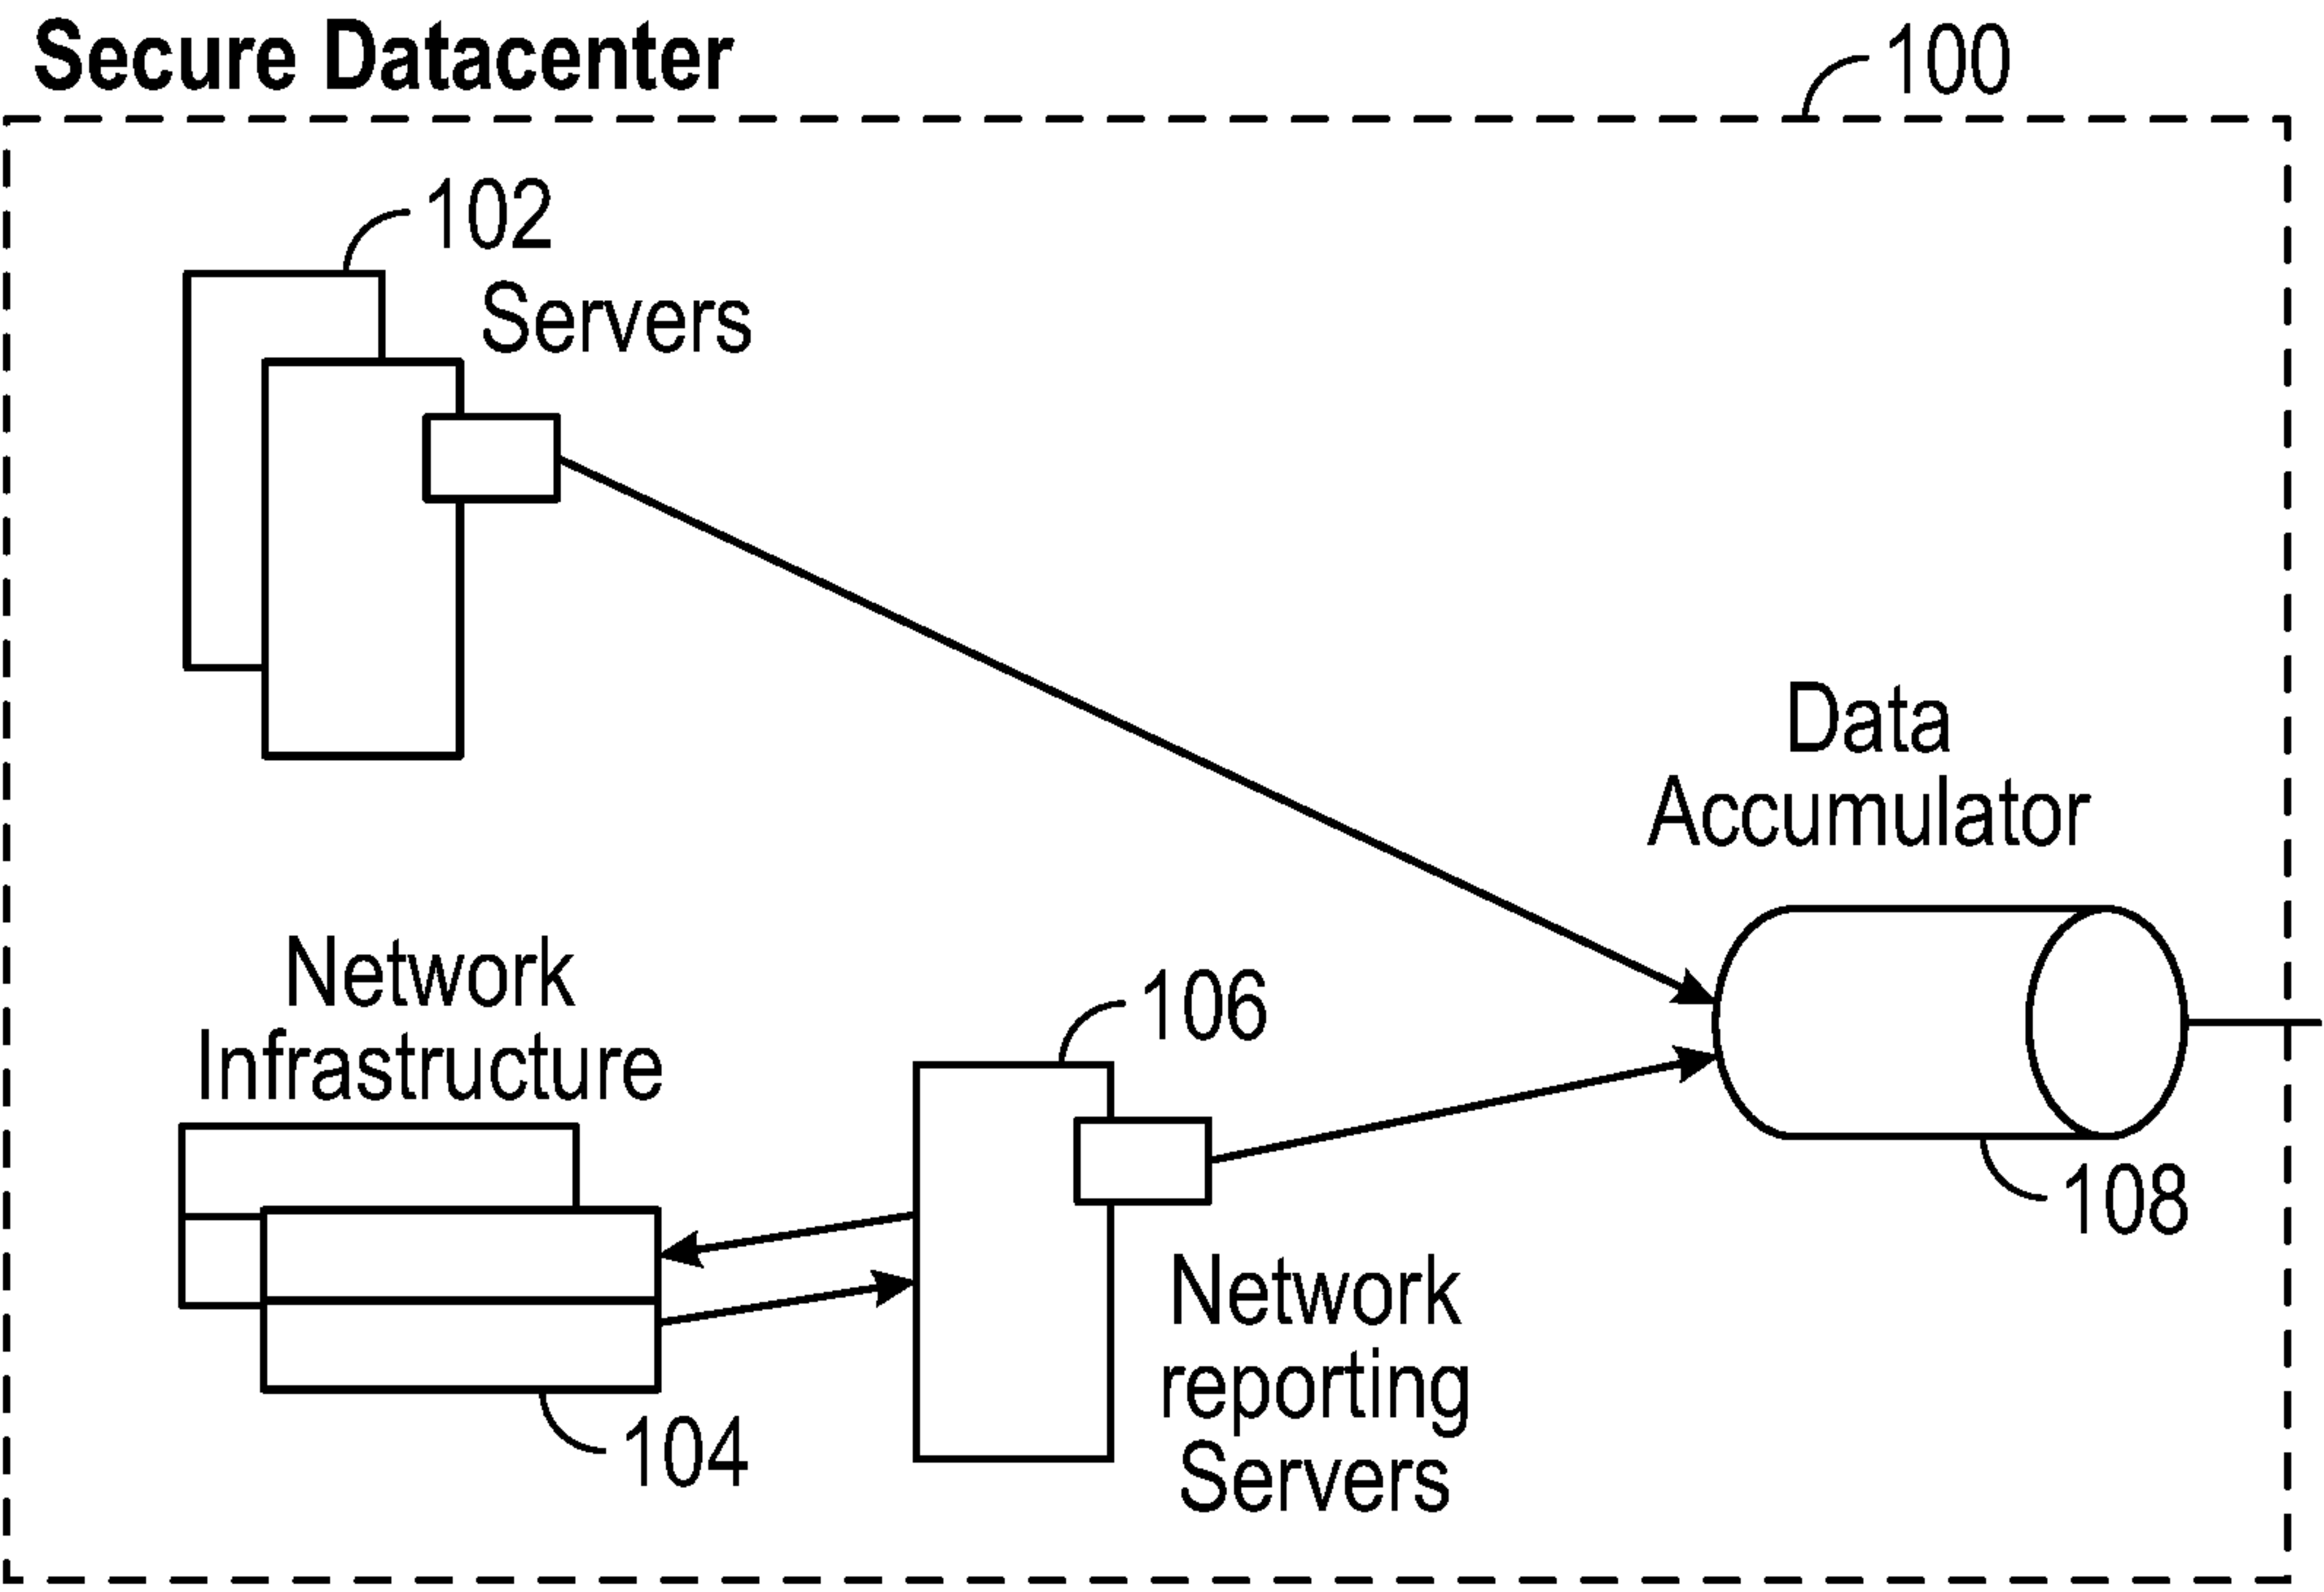 Secure Datacenter
100
102
Servers
Data
Accumulator
Network
Infrastructure
106
108
Network
reporting
Servers
104